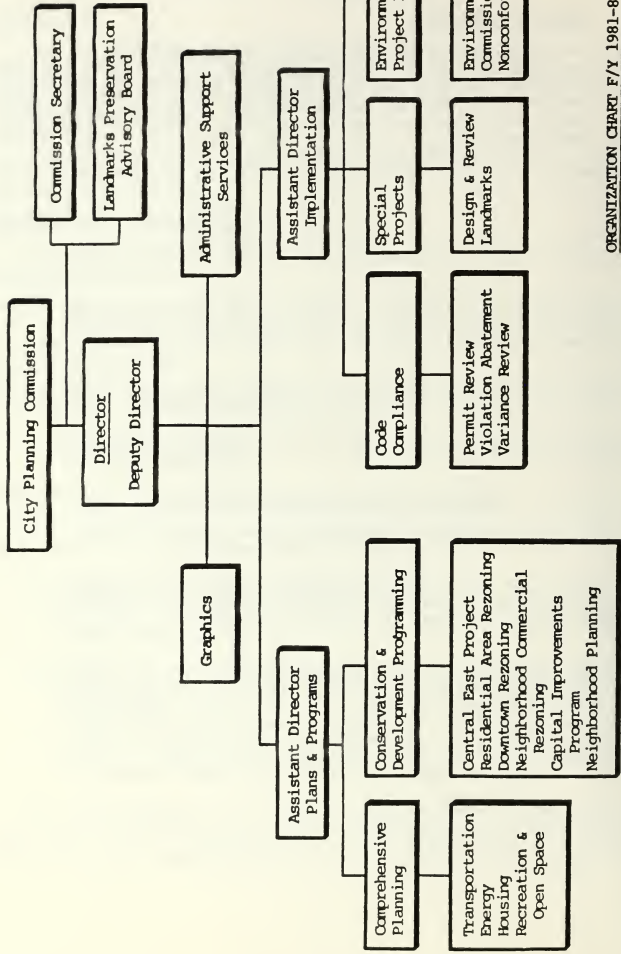 City Planning Commission
Commission Secretary
Landmarks Preservation
Advisory Board
Director
Deputy Director
Graphics
Administrative Support
Services
Assistant Director
Plans & Programs
Assistant Director
Implementation
Comprehensive
Planning
Conservation &
Development Programming
Code
Compliance
Special
Projects
Project
Transportation
Energy
Housing
Recreation &
Open Space
Central East Project
Residential Area Rezoning
Downtown Rezoning
Neighborhood Commercial
Rezoning
Capital Improvements
Program
Neighborhood Planning
Permit Review
Violation Abatement
Variance Review
Design & Review
Landmarks
ORGANIZATION CHART F/Y 1981-8